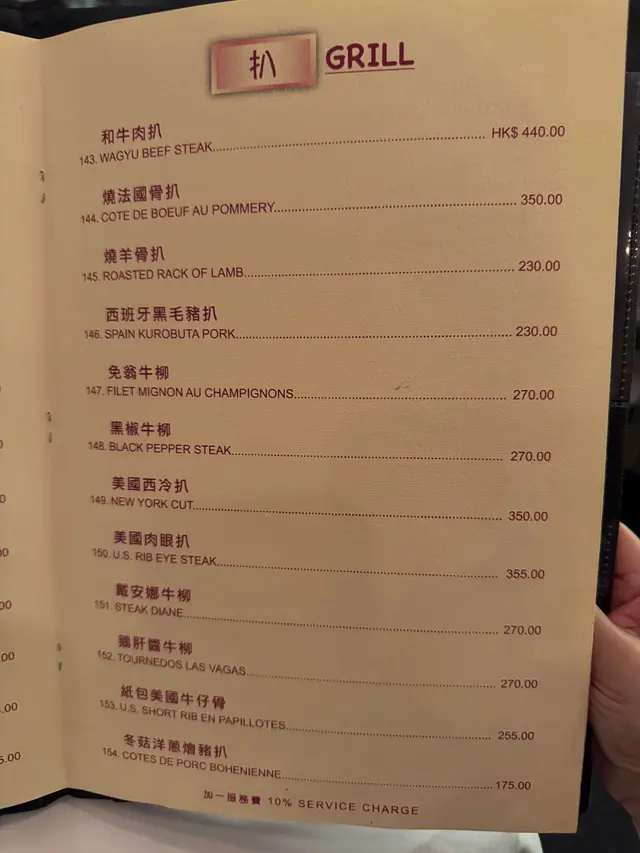 扒 GRILL
和牛肉扒
143. WAGYU BEEF STEAK........ HK$ 440.00
燒法國骨扒
144. COTE DE BOEUF AU POMMERY........ 350.00
燒羊骨扒
145. ROASTED RACK OF LAMB........ 230.00
西班牙黑毛豬扒
146. SPAIN KUROBUTA PORK........ 230.00
免翁牛柳
147. FILET MIGNON AU CHAMPIGNONS........ 270.00
黑椒牛柳
148. BLACK PEPPER STEAK........ 270.00
美國西冷扒
149. NEW YORK CUT........ 350.00
美國肉眼扒
150. U.S. RIB EYE STEAK........ 355.00
戴安娜牛柳
151. STEAK DIANE........ 270.00
鵝肝醬牛柳
152. TOURNEDOS LAS VAGAS........ 270.00
紙包美國牛仔骨
153. U.S. SHORT RIB EN PAPILLOTES........ 255.00
冬菇洋蔥燴豬扒
154. COTES DE PORC BOHENIENNE........ 175.00
加一服務費 10% SERVICE CHARGE